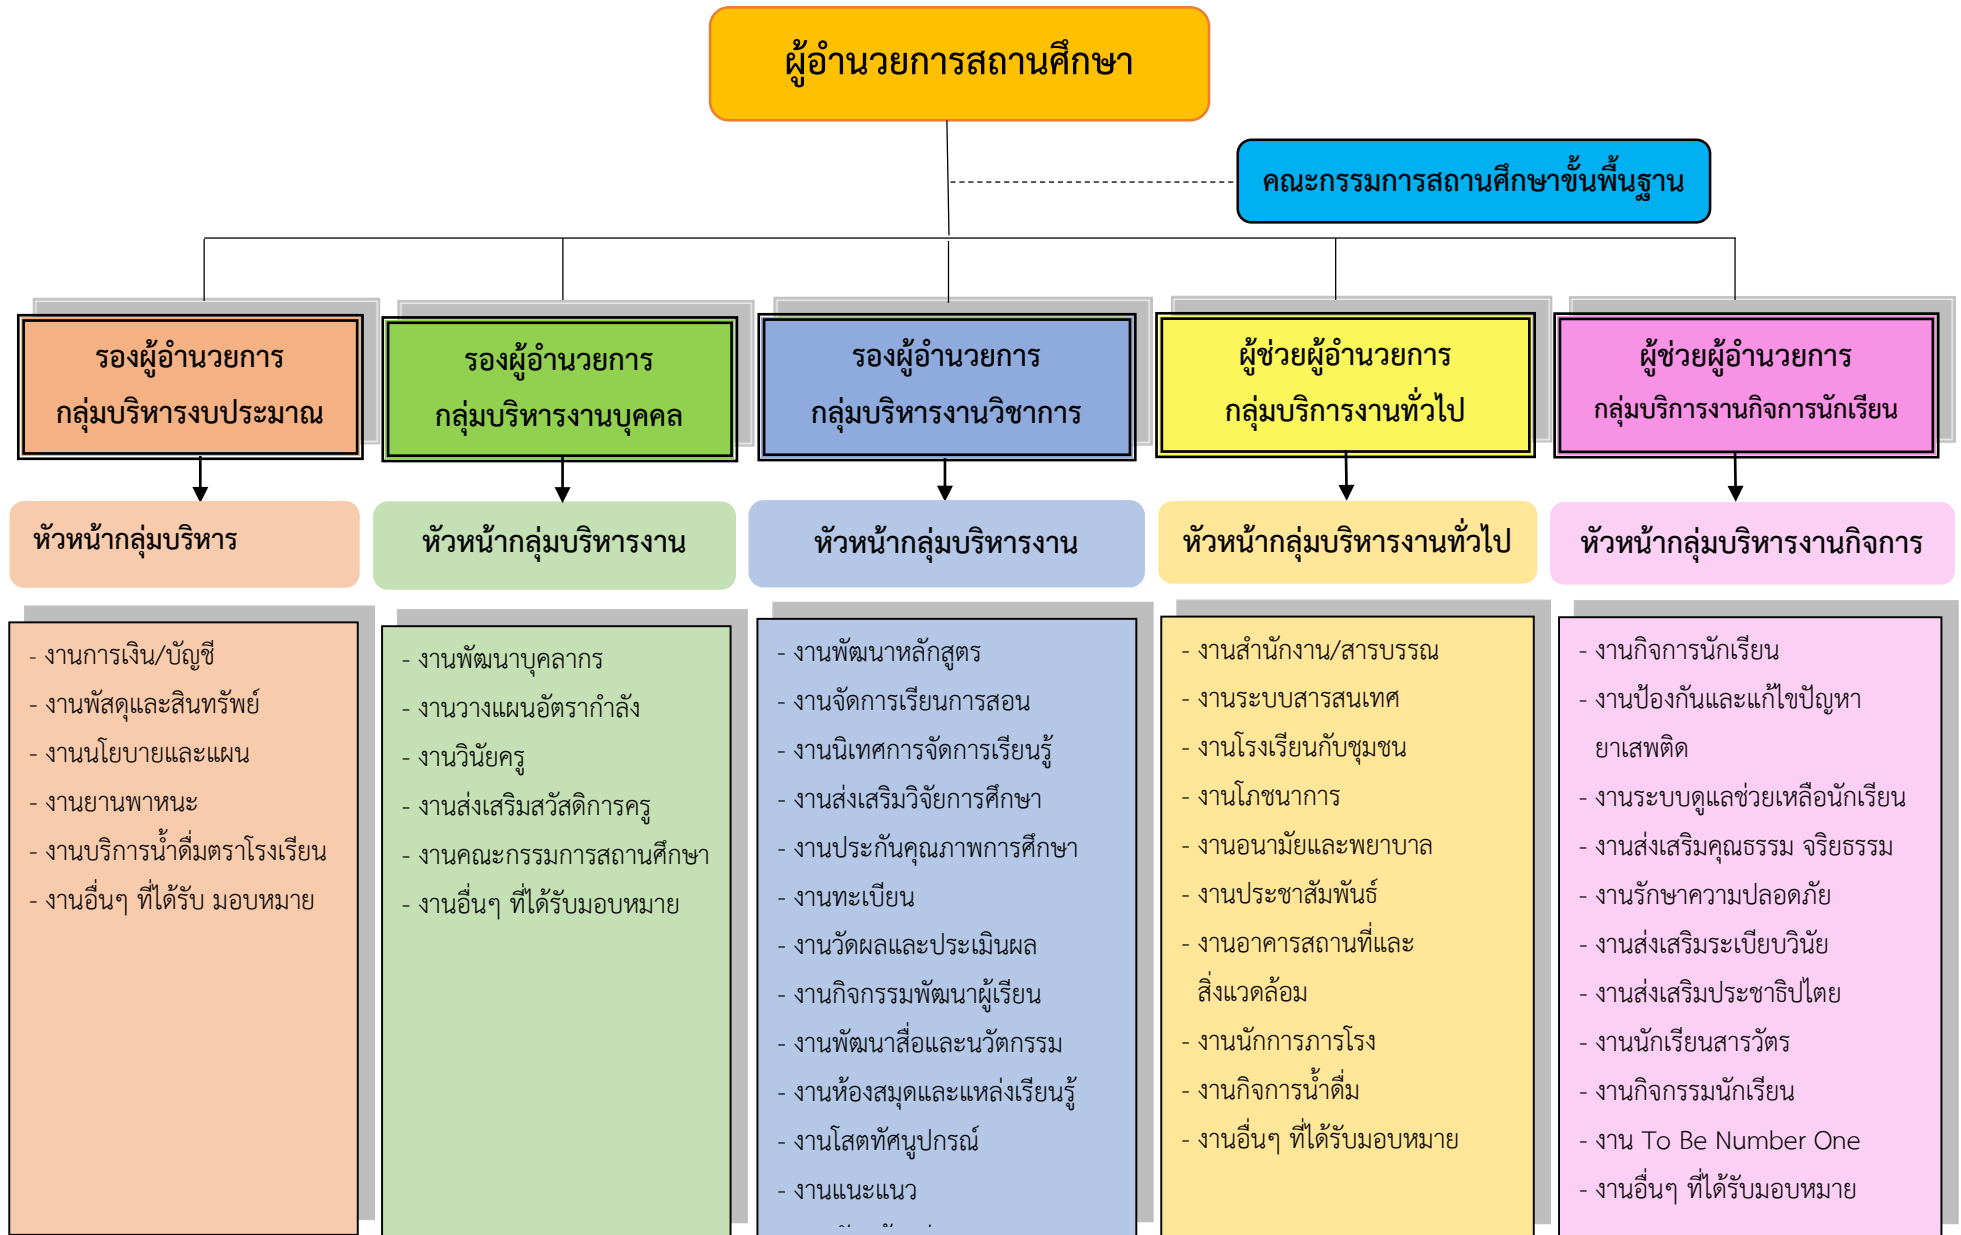 ผู้อำนวยการสถานศึกษา
คณะกรรมการสถานศึกษาขั้นพื้นฐาน
รองผู้อำนวยการ
กลุ่มบริหารงบประมาณ
รองผู้อำนวยการ
กลุ่มบริหารงานบุคคล
รองผู้อำนวยการ
กลุ่มบริหารงานวิชาการ
ผู้ช่วยผู้อำนวยการ
กลุ่มบริการงานทั่วไป
ผู้ช่วยผู้อำนวยการ
กลุ่มบริการงานกิจการนักเรียน
หัวหน้ากลุ่มบริหาร
หัวหน้ากลุ่มบริหารงาน
หัวหน้ากลุ่มบริหารงาน
หัวหน้ากลุ่มบริหารงานทั่วไป
หัวหน้ากลุ่มบริหารงานกิจการ
- งานการเงิน/บัญชี
- งานพัสดุและสินทรัพย์
- งานนโยบายและแผน
- งานยานพาหนะ
- งานบริการน้ำดื่มตราโรงเรียน
- งานอื่นๆ ที่ได้รับ มอบหมาย
- งานพัฒนาบุคลากร
- งานวางแผนอัตรากำลัง
- งานวินัยครู
- งานส่งเสริมสวัสดิการครู
- งานคณะกรรมการสถานศึกษา
- งานอื่นๆ ที่ได้รับมอบหมาย
- งานพัฒนาหลักสูตร
- งานจัดการเรียนการสอน
- งานนิเทศการจัดการเรียนรู้
- งานส่งเสริมวิจัยการศึกษา
- งานประกันคุณภาพการศึกษา
- งานทะเบียน
- งานวัดผลและประเมินผล
- งานกิจกรรมพัฒนาผู้เรียน
- งานพัฒนาสื่อและนวัตกรรม
- งานห้องสมุดและแหล่งเรียนรู้
- งานโสตทัศนูปกรณ์
- งานแนะแนว
- งานสำนักงาน/สารบรรณ
- งานระบบสารสนเทศ
- งานโรงเรียนกับชุมชน
- งานโภชนาการ
- งานอนามัยและพยาบาล
- งานประชาสัมพันธ์
- งานอาคารสถานที่และ
สิ่งแวดล้อม
- งานนักการภารโรง
- งานกิจการน้ำดื่ม
- งานอื่นๆ ที่ได้รับมอบหมาย
- งานกิจการนักเรียน
- งานป้องกันและแก้ไขปัญหา
ยาเสพติด
- งานระบบดูแลช่วยเหลือนักเรียน
- งานส่งเสริมคุณธรรม จริยธรรม
- งานรักษาความปลอดภัย
- งานส่งเสริมระเบียบวินัย
- งานส่งเสริมประชาธิปไตย
- งานนักเรียนสารวัตร
- งานกิจกรรมนักเรียน
- งาน To Be Number One
- งานอื่นๆ ที่ได้รับมอบหมาย